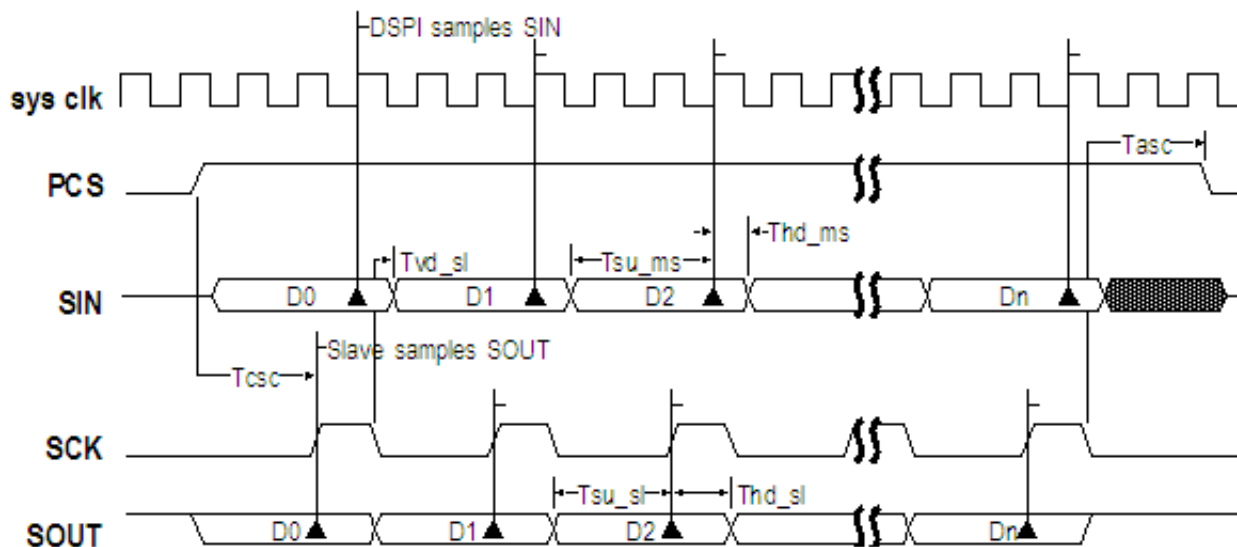 DSPI samples SIN
sys clk
Tasc
PCS
Thd_ms
Tvd_sl
Tsu_ms
SIN
D0
D1
D2
Dn
Slave samples SOUT
Tcsc
SCK
Tsu_sl
Thd_sl
SOUT
D0
D1
D2
Dn